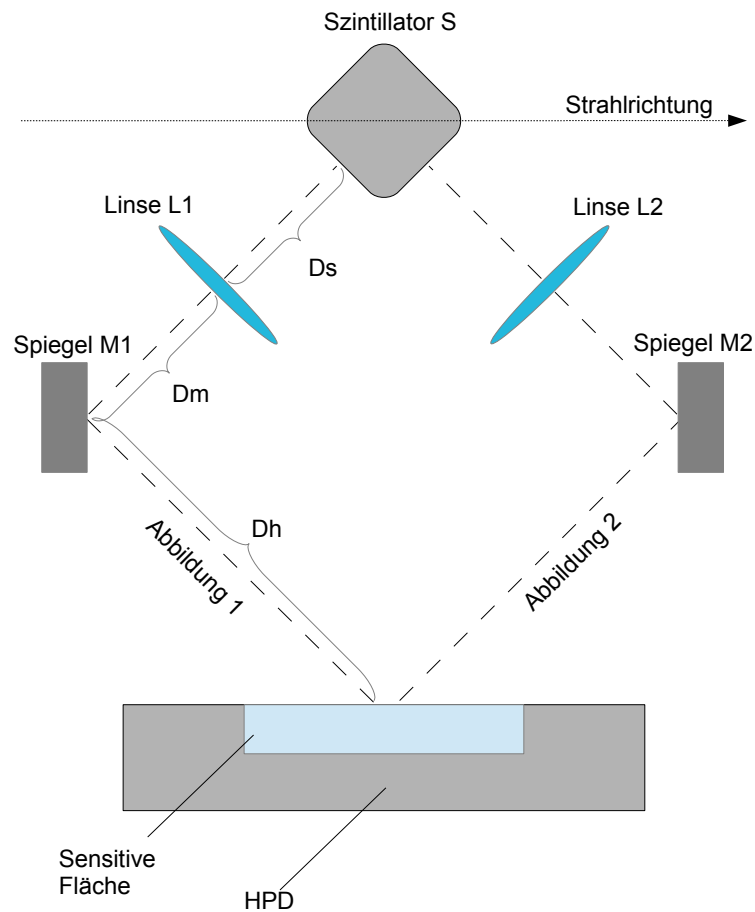 Szintillator S
Strahlrichtung
Linse L1
Linse L2
Ds
Spiegel M1
Spiegel M2
Dm
Dh
Abbildung 1
Abbildung 2
Sensitive
Fläche
HPD